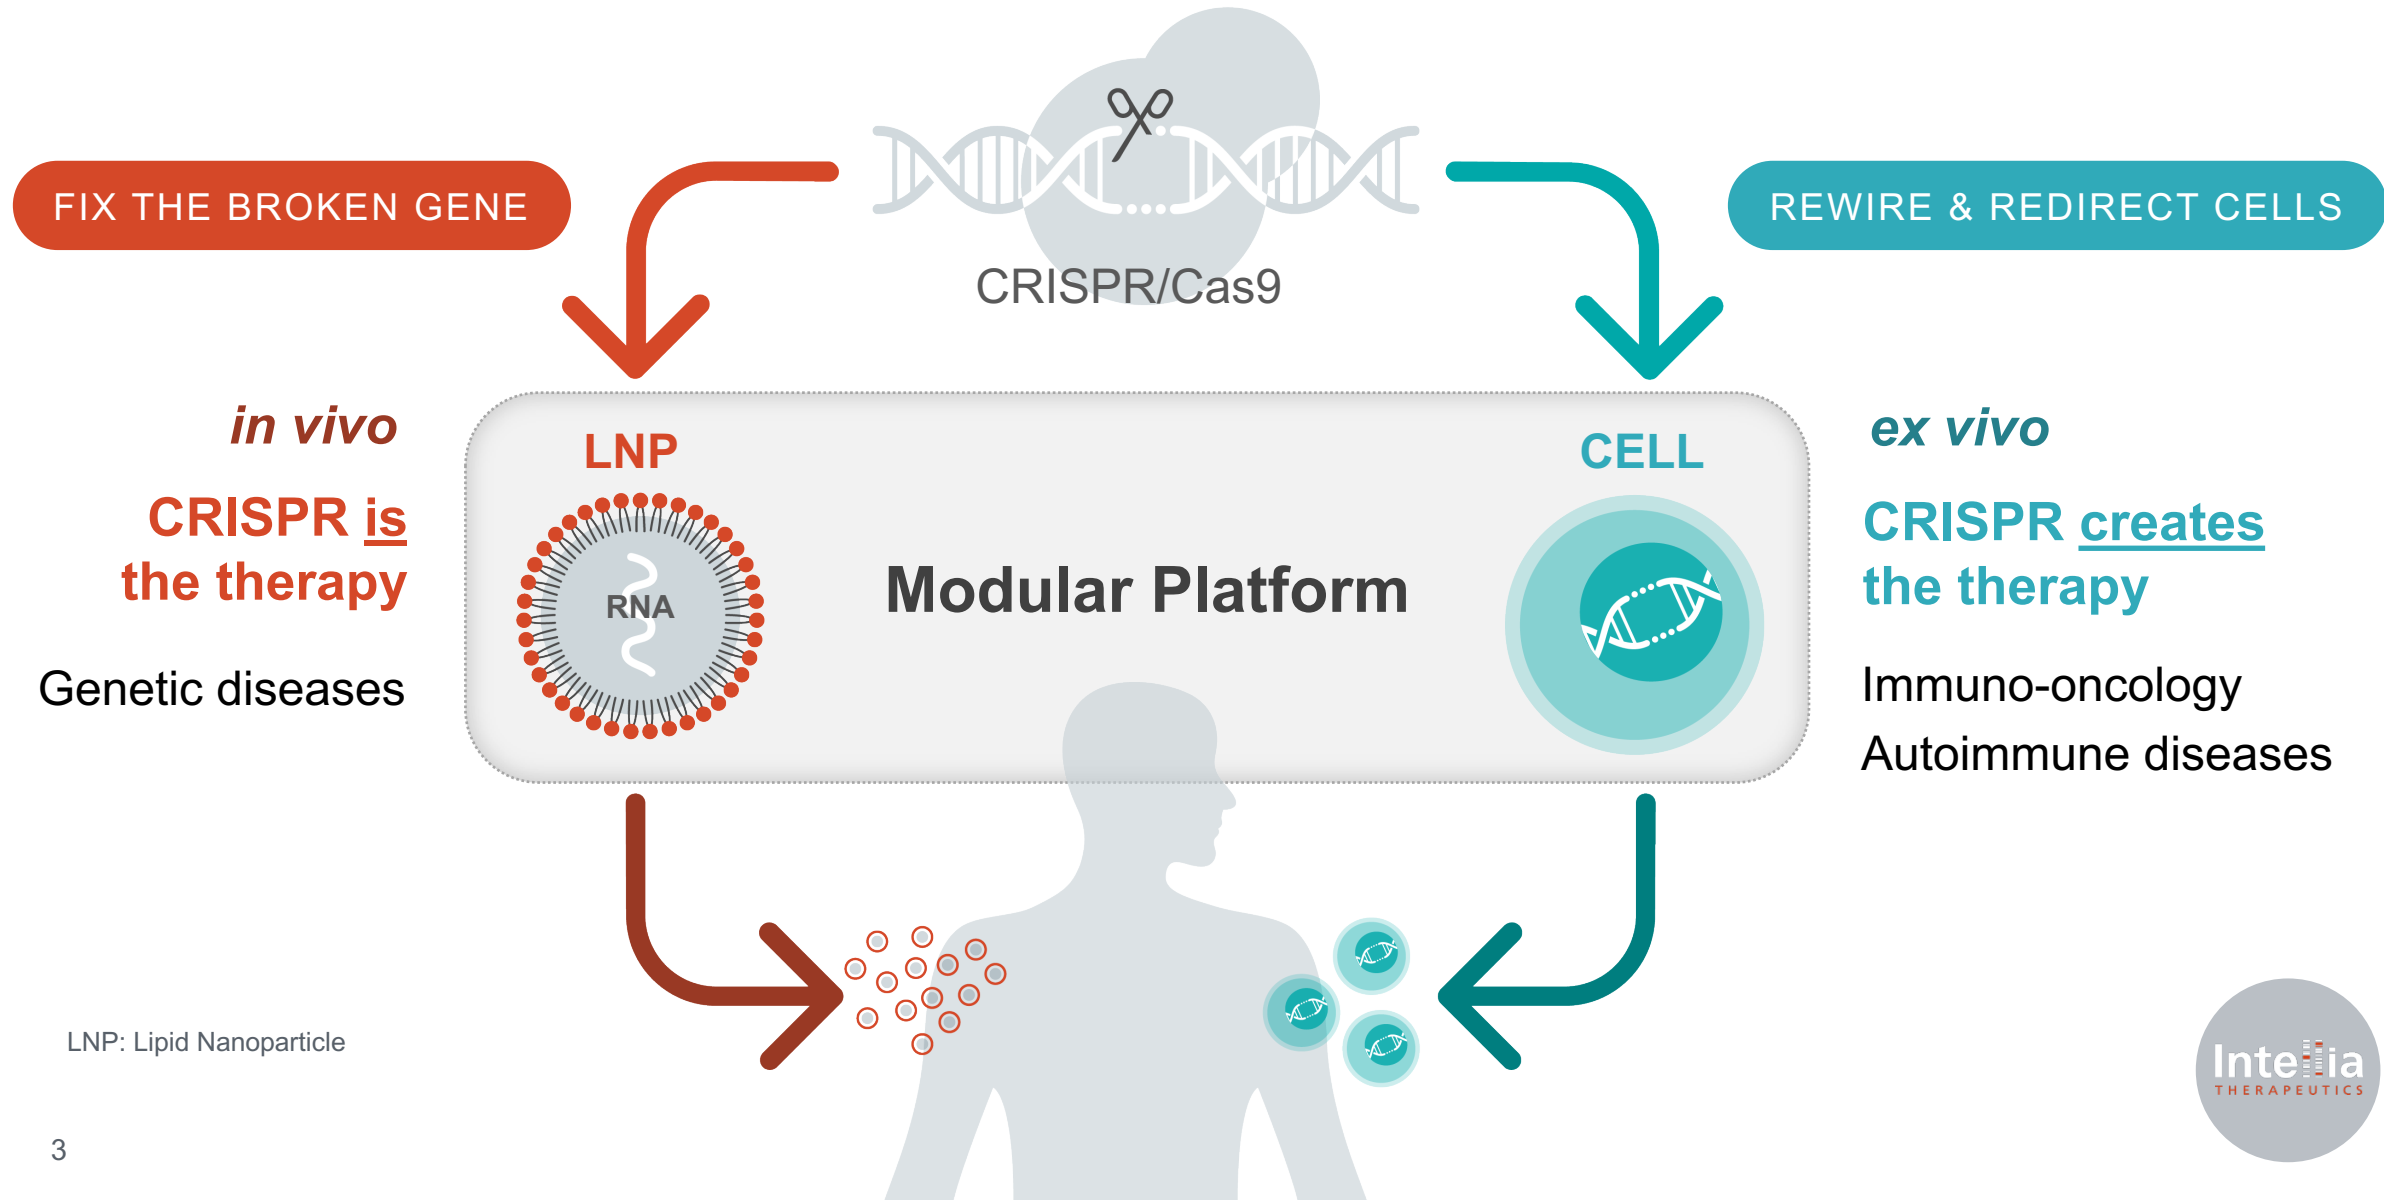 FIX THE BROKEN GENE
CRISPR/Cas9
REWIRE & REDIRECT CELLS
in vivo
CRISPR is
the therapy
Genetic diseases
LNP
RNA
Modular Platform
CELL
ex vivo
CRISPR creates
the therapy
Immuno-oncology
Autoimmune diseases
LNP: Lipid Nanoparticle
3
Intellia
THERAPEUTICS